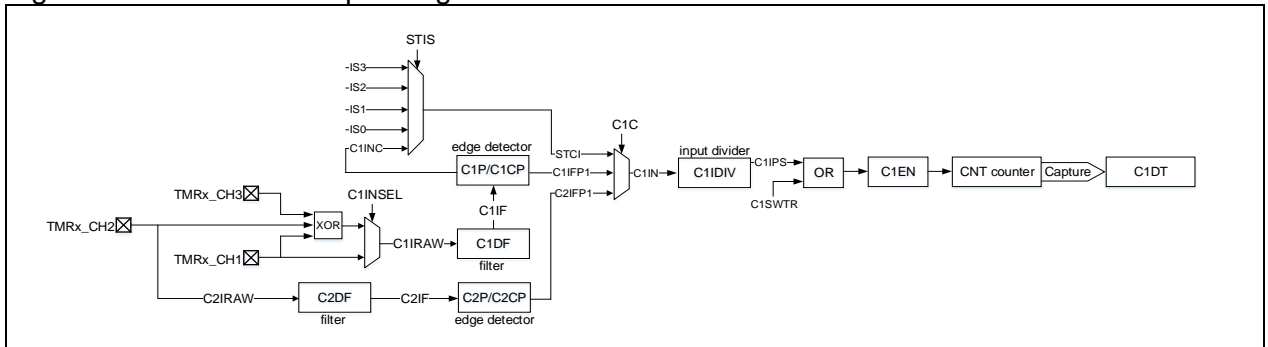 STIS
-IS3
-IS2
-IS1
-IS0
C1INC
edge detector
C1P/C1CP
STCI
C1IFP1
C2IFP1
C1C
C1IN
input divider
C1IDIV
C1IPS
C1SWTR
OR
C1EN
CNT counter
Capture
C1DT
TMRx_CH3
TMRx_CH2
TMRx_CH1
XOR
C1INSEL
C1IRAW
C1IF
C1DF
filter
C2IRAW
C2DF
filter
C2IF
C2P/C2CP
edge detector